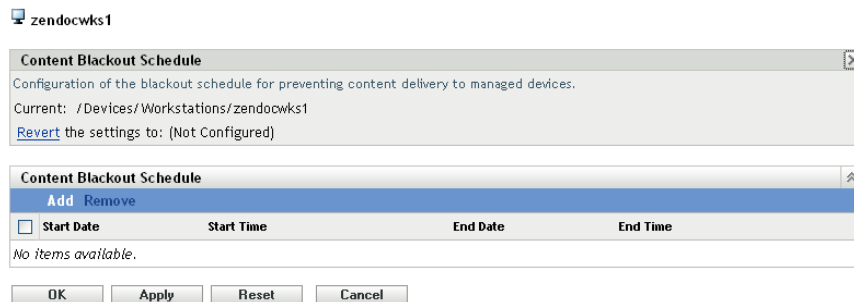 zendocwks1
Content Blackout Schedule
Configuration of the blackout schedule for preventing content delivery to managed devices.
Current: /Devices/Workstations/zendocwks1
Revert the settings to: (Not Configured)
Content Blackout Schedule
Add Remove
Start Date Start Time End Date End Time
No items available.
OK Apply Reset Cancel